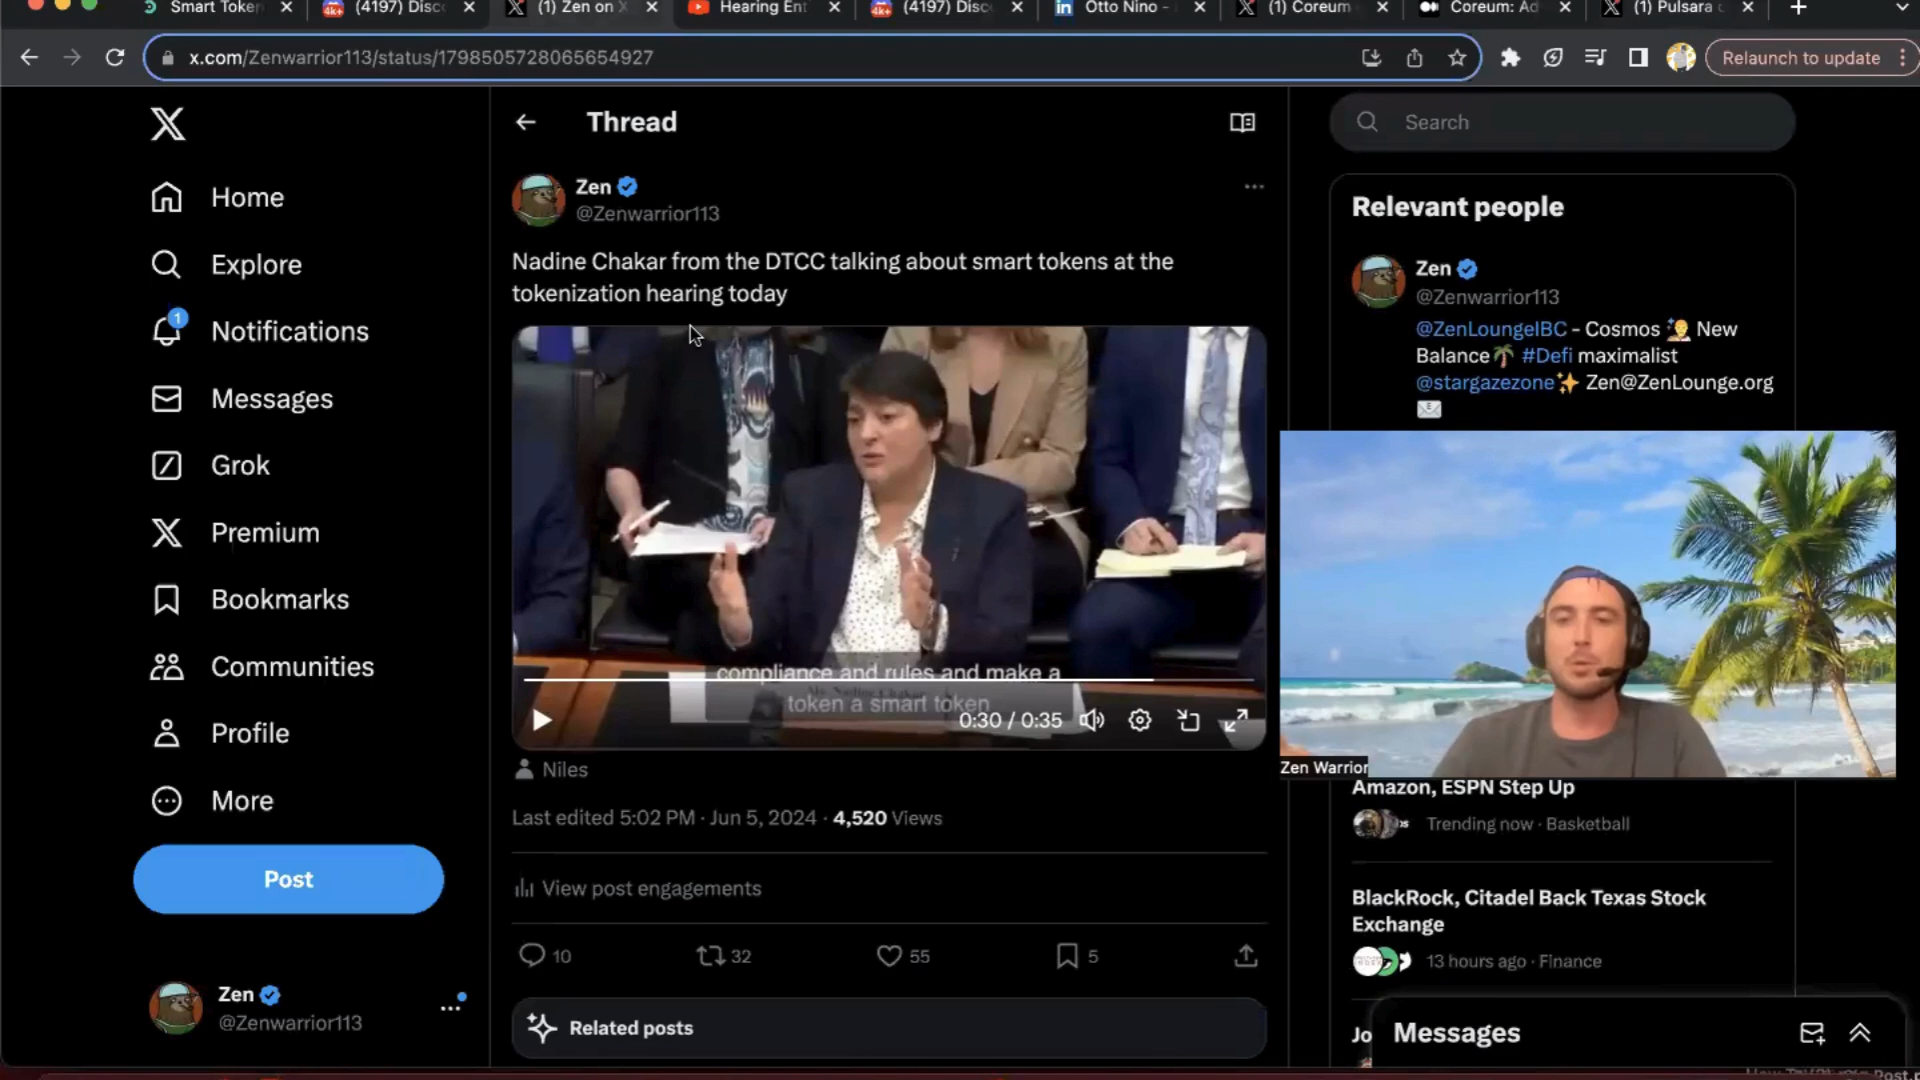 Smart Toke
(4197) Disc
(1) Zen on X
Hearing Ent
(4197) Disc
Otto Nino -
(1) Coreum
Coreum: Ad
(1) Pulsara
x.com/Zenwarrior113/status/1798505728065654927
Relaunch to update
Home
Explore
1
Notifications
Messages
Grok
Premium
Bookmarks
Communities
Profile
More
Post
Zen
@Zenwarrior113
Thread
Zen
@Zenwarrior113
Nadine Chakar from the DTCC talking about smart tokens at the
tokenization hearing today
compliance and rules and make a
token a smart token
0:30 / 0:35
Niles
Last edited 5:02 PM · Jun 5, 2024 · 4,520 Views
View post engagements
10
32
55
5
Related posts
Search
Relevant people
Zen
@Zenwarrior113
@ZenLoungeIBC - Cosmos New
Balance #Defi maximalist
@stargazezone Zen@ZenLounge.org
Zen Warrior
Amazon, ESPN Step Up
Trending now · Basketball
BlackRock, Citadel Back Texas Stock
Exchange
13 hours ago · Finance
Jo
Messages